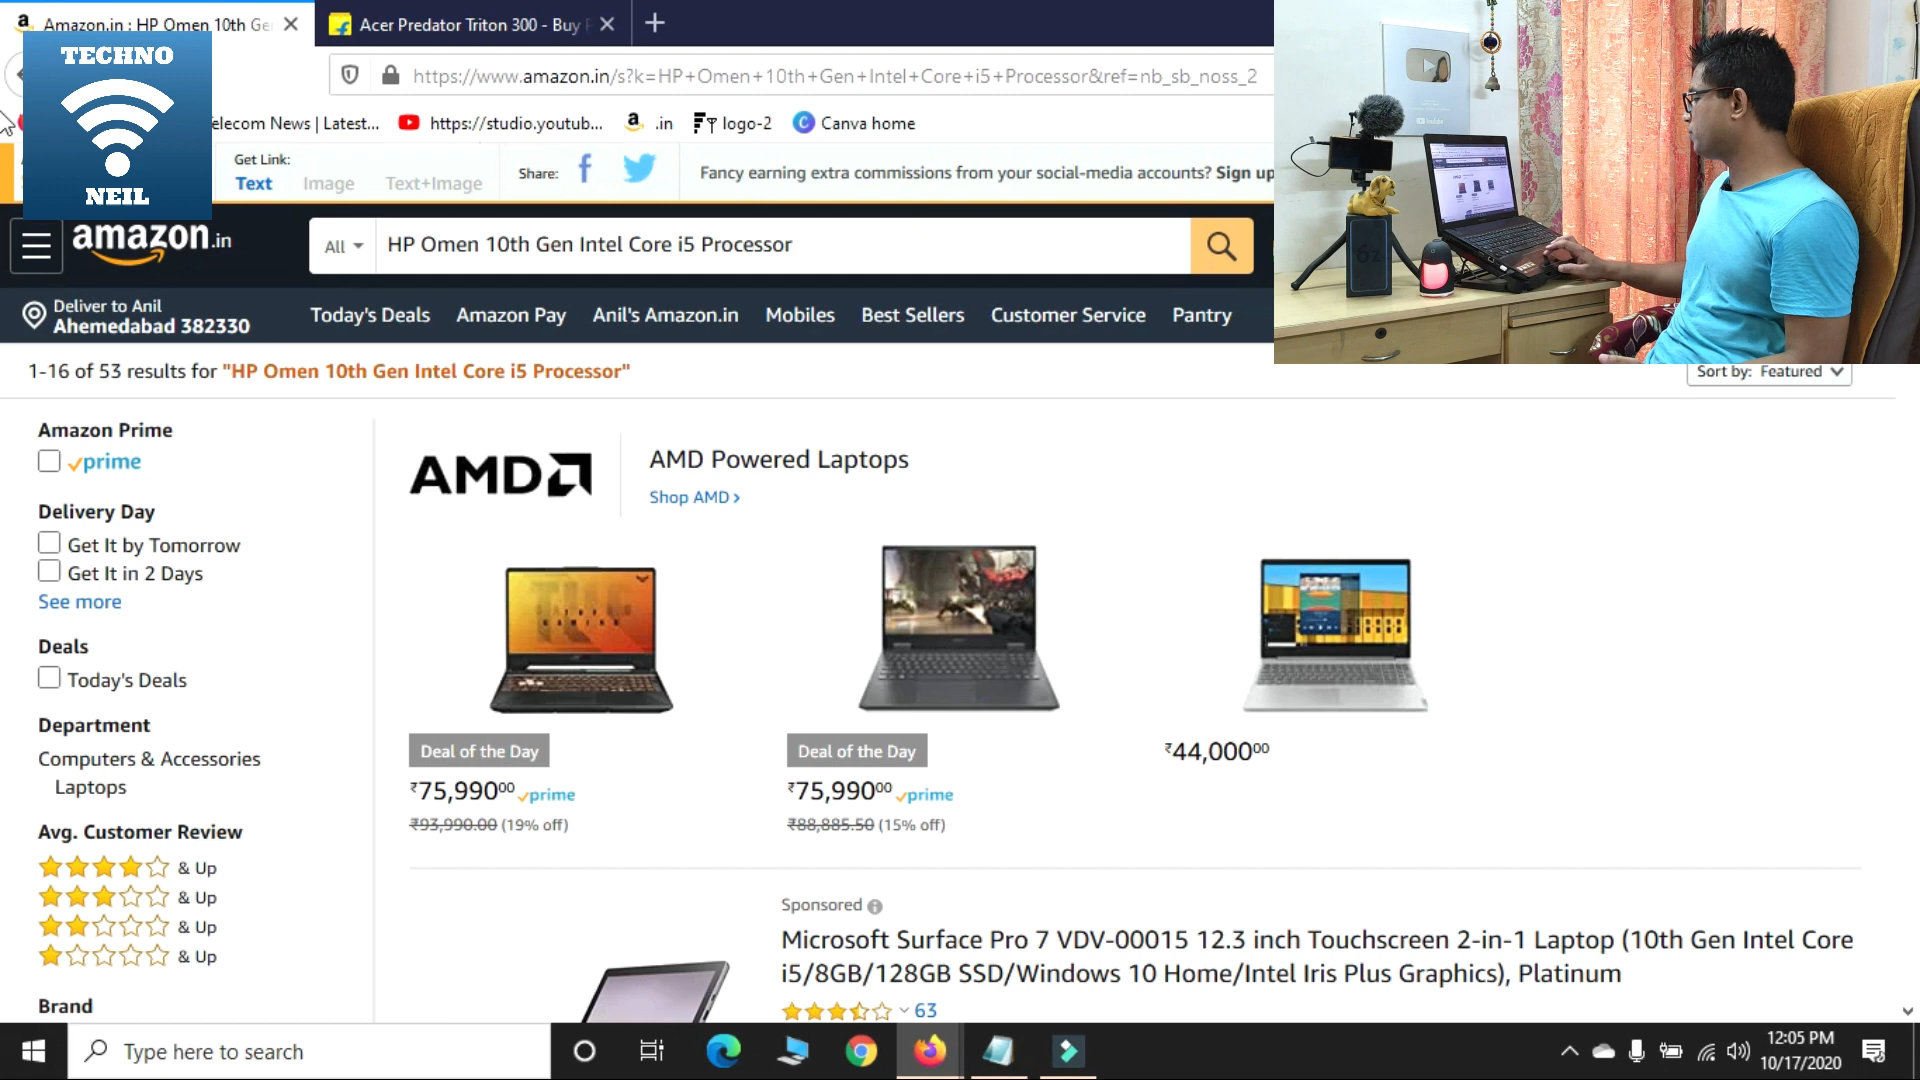 Amazon.in : HP Omen 10th Ge
Acer Predator Triton 300 - Buy
TECHNO
NEIL
https://www.amazon.in/s?k=HP+Omen+10th+Gen+Intel+Core+i5+Processor&ref=nb_sb_noss_2
elecom News | Latest...
https://studio.youtub...
.in
logo-2
Canva home
Get Link:
Text
Image
Text+Image
Share:
Fancy earning extra commissions from your social-media accounts? Sign up
amazon.in
All
HP Omen 10th Gen Intel Core i5 Processor
Deliver to Anil
Ahemedabad 382330
Today's Deals
Amazon Pay
Anil's Amazon.in
Mobiles
Best Sellers
Customer Service
Pantry
1-16 of 53 results for "HP Omen 10th Gen Intel Core i5 Processor"
Sort by: Featured
Amazon Prime
prime
Delivery Day
Get It by Tomorrow
Get It in 2 Days
See more
Deals
Today's Deals
Department
Computers & Accessories
Laptops
Avg. Customer Review
& Up
& Up
& Up
& Up
Brand
AMD
AMD Powered Laptops
Shop AMD ›
Deal of the Day
₹75,990⁰⁰ prime
₹93,990.00 (19% off)
Deal of the Day
₹75,990⁰⁰ prime
₹88,885.50 (15% off)
₹44,000⁰⁰
Sponsored
Microsoft Surface Pro 7 VDV-00015 12.3 inch Touchscreen 2-in-1 Laptop (10th Gen Intel Core
i5/8GB/128GB SSD/Windows 10 Home/Intel Iris Plus Graphics), Platinum
63
Type here to search
12:05 PM
10/17/2020